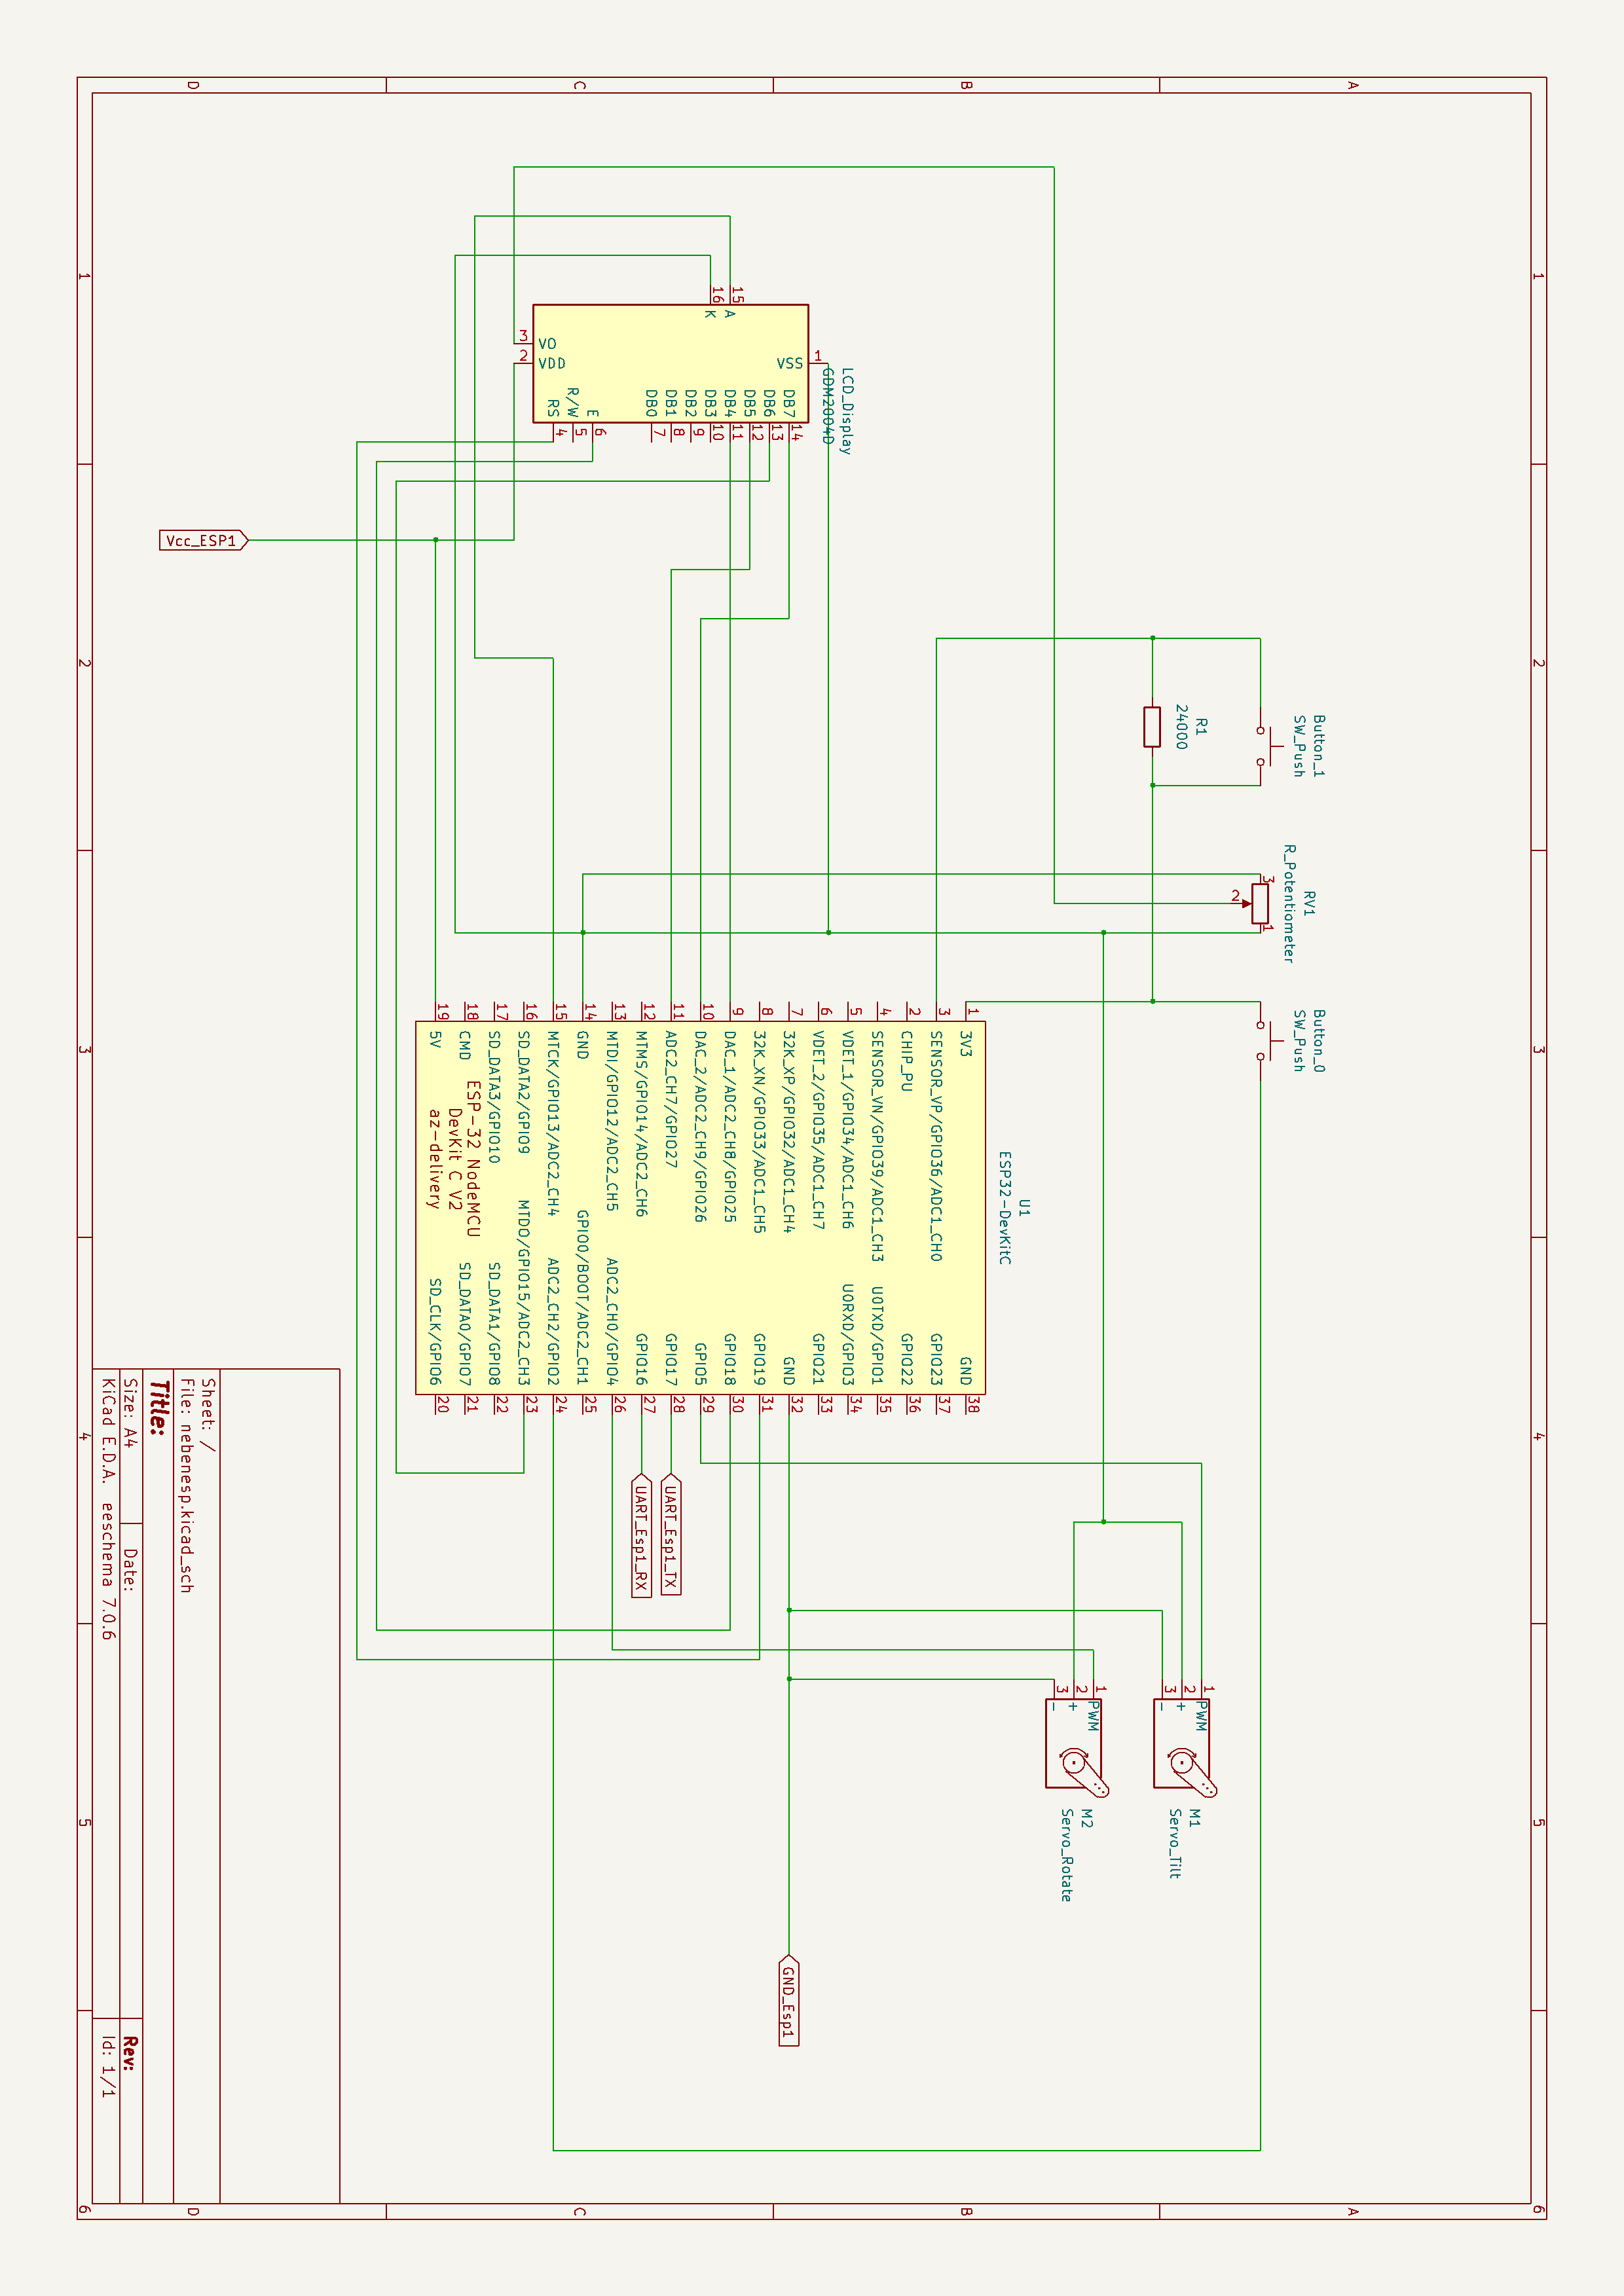 1
2
3
4
5
6
1
2
3
4
5
6
A
B
C
D
A
B
C
D
LCD_Display
GDM2004D
15
A
16
K
3
VO
2
VDD
1
VSS
RS
R/W
E
DB0
DB1
DB2
DB3
DB4
DB5
DB6
DB7
4
5
6
7
8
9
10
11
12
13
14
Vcc_ESP1
Button_1
SW_Push
R1
24000
RV1
R_Potentiometer
3
2
1
Button_0
SW_Push
U1
ESP32-DevKitC
1
3V3
2
CHIP_PU
3
SENSOR_VP/GPIO36/ADC1_CH0
4
SENSOR_VN/GPIO39/ADC1_CH3
5
VDET_1/GPIO34/ADC1_CH6
6
VDET_2/GPIO35/ADC1_CH7
7
32K_XP/GPIO32/ADC1_CH4
8
32K_XN/GPIO33/ADC1_CH5
9
DAC_1/ADC2_CH8/GPIO25
10
DAC_2/ADC2_CH9/GPIO26
11
ADC2_CH7/GPIO27
12
MTMS/GPIO14/ADC2_CH6
13
MTDI/GPIO12/ADC2_CH5
14
GND
15
MTCK/GPIO13/ADC2_CH4
16
SD_DATA2/GPIO9
17
SD_DATA3/GPIO10
18
CMD
19
5V
ESP-32 NodeMCU
DevKit C V2
az-delivery
GND
38
GPIO23
37
GPIO22
36
U0TXD/GPIO1
35
U0RXD/GPIO3
34
GPIO21
33
GND
32
GPIO19
31
GPIO18
30
GPIO5
29
GPIO17
28
GPIO16
27
ADC2_CH0/GPIO4
26
GPIO0/BOOT/ADC2_CH1
25
ADC2_CH2/GPIO2
24
MTDO/GPIO15/ADC2_CH3
23
SD_DATA1/GPIO8
22
SD_DATA0/GPIO7
21
SD_CLK/GPIO6
20
UART_Esp1_TX
UART_Esp1_RX
1
PWM
2
+
3
-
M1
Servo_Tilt
1
PWM
2
+
3
-
M2
Servo_Rotate
GND_Esp1
Sheet: /
File: nebenesp.kicad_sch
Title:
Size: A4
Date:
Rev:
KiCad E.D.A. eeschema 7.0.6
Id: 1/1